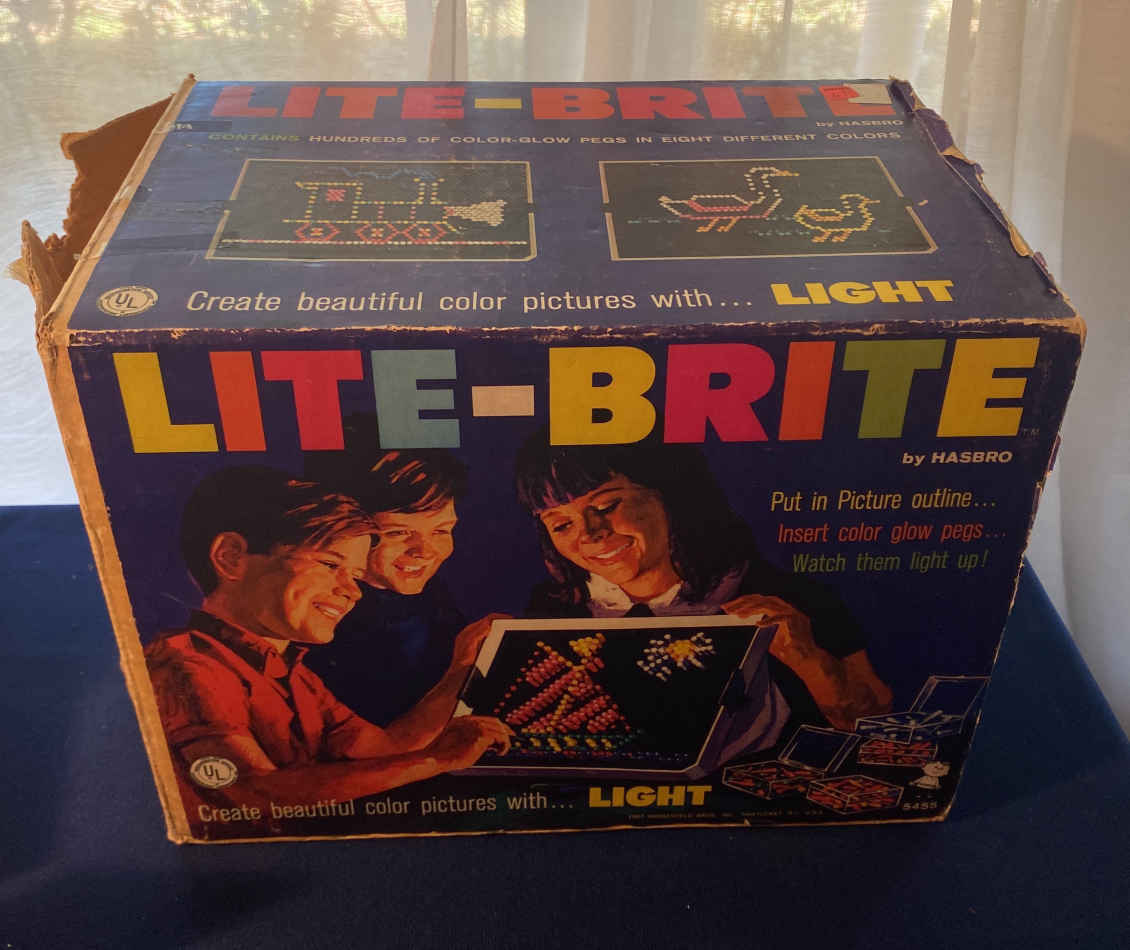 LITE-BRITE
by HASBRO
CONTAINS HUNDREDS OF COLOR-GLOW PEGS IN EIGHT DIFFERENT COLORS
UL
Create beautiful color pictures with... LIGHT
LITE-BRITE
TM
by HASBRO
Put in Picture outline...
Insert color glow pegs...
Watch them light up!
UL
Create beautiful color pictures with... LIGHT
5455